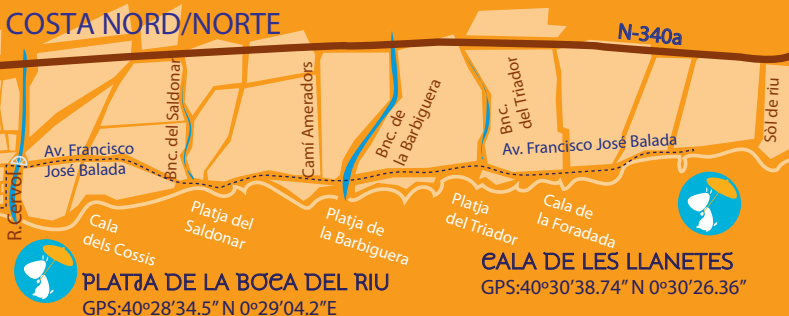 COSTA NORD/NORTE
N-340a
Av. Francisco
José Balada
R. Cervol
Bnc. del Saldonar
Camí Ameradors
Bnc. de
la Barbiguera
Bnc.
del Triador
Av. Francisco José Balada
Sòl de riu
Cala
dels Cossis
Platja del
Saldonar
Platja de
la Barbiguera
Platja
del Triador
Cala de
la Foradada
PLATJA DE LA BOCA DEL RIU
GPS:40º28’34.5” N 0º29’04.2”E
CALA DE LES LLANETES
GPS:40º30’38.74” N 0º30’26.36”